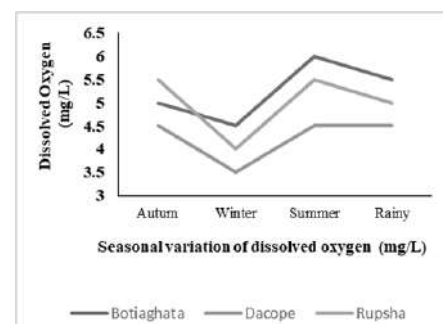 6.5
6
5.5
5
4.5
4
3.5
3
Dissolved Oxygen
(mg/L)
Autum Winter Summer Rainy
Seasonal variation of dissolved oxygen (mg/L)
Botiaghata Dacope Rupsha